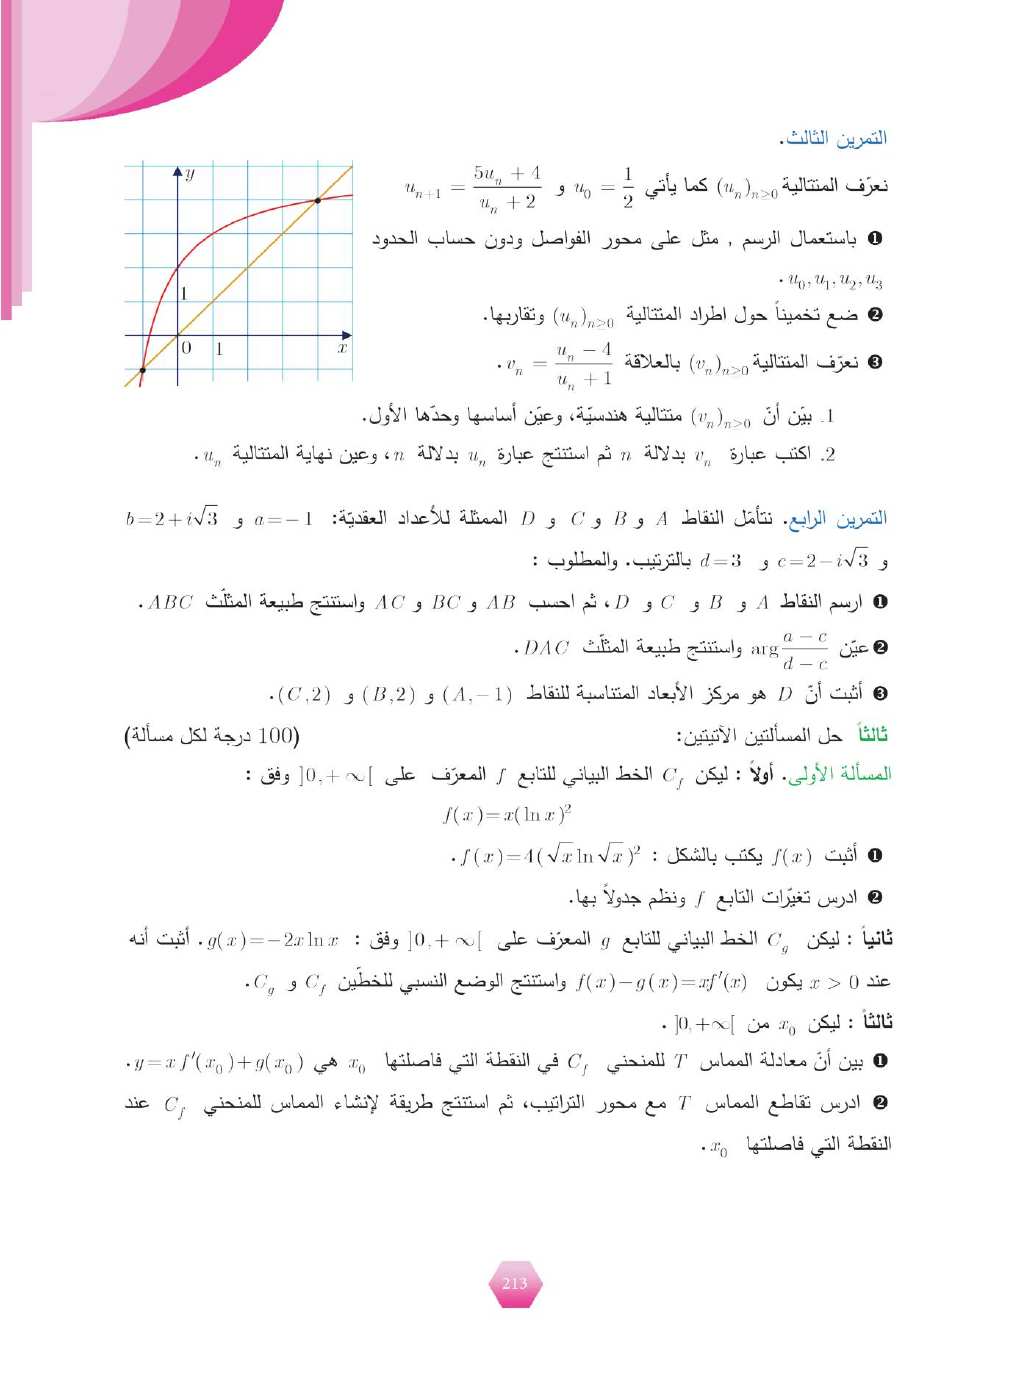 التمرين الثالث.
نعرّف المتتالية $(u_n)_{n\geq 0}$ كما يأتي $u_0 = \frac{1}{2}$ و $u_{n+1} = \frac{5u_n + 4}{u_n + 2}$
❶ باستعمال الرسم , مثل على محور الفواصل ودون حساب الحدود
$u_0, u_1, u_2, u_3$ .
❷ ضع تخميناً حول اطراد المتتالية $(u_n)_{n\geq 0}$ وتقاربها.
❸ نعرّف المتتالية $(v_n)_{n\geq 0}$ بالعلاقة $v_n = \frac{u_n - 4}{u_n + 1}$ .
y
1
0 1 x
1. بيّن أنّ $(v_n)_{n>0}$ متتالية هندسيّة، وعيّن أساسها وحدّها الأول.
2. اكتب عبارة $v_n$ بدلالة $n$ ثم استنتج عبارة $u_n$ بدلالة $n$، وعين نهاية المتتالية $u_n$ .
التمرين الرابع. نتأمّل النقاط $A$ و $B$ و $C$ و $D$ الممثلة للأعداد العقديّة: $a=-1$ و $b=2+i\sqrt{3}$
و $c=2-i\sqrt{3}$ و $d=3$ بالترتيب. والمطلوب :
❶ ارسم النقاط $A$ و $B$ و $C$ و $D$، ثم احسب $AB$ و $BC$ و $AC$ واستنتج طبيعة المثلّث $ABC$ .
❷ عيّن $\arg\frac{a-c}{d-c}$ واستنتج طبيعة المثلّث $DAC$ .
❸ أثبت أنّ $D$ هو مركز الأبعاد المتناسبة للنقاط $(A,-1)$ و $(B,2)$ و $(C,2)$.
ثالثاً حل المسألتين الآتيتين: (100 درجة لكل مسألة)
المسألة الأولى. أولاً : ليكن $C_f$ الخط البياني للتابع $f$ المعرّف على $]0,+\infty[$ وفق :
$f(x)=x(\ln x)^2$
❶ أثبت $f(x)$ يكتب بالشكل : $f(x)=4(\sqrt{x}\ln\sqrt{x})^2$ .
❷ ادرس تغيّرات التابع $f$ ونظم جدولاً بها.
ثانياً : ليكن $C_g$ الخط البياني للتابع $g$ المعرّف على $]0,+\infty[$ وفق : $g(x)=-2x\ln x$ . أثبت أنه
عند $x>0$ يكون $f(x)-g(x)=xf'(x)$ واستنتج الوضع النسبي للخطّين $C_f$ و $C_g$ .
ثالثاً : ليكن $x_0$ من $]0,+\infty[$ .
❶ بين أنّ معادلة المماس $T$ للمنحني $C_f$ في النقطة التي فاصلتها $x_0$ هي $y=xf'(x_0)+g(x_0)$ .
❷ ادرس تقاطع المماس $T$ مع محور التراتيب، ثم استنتج طريقة لإنشاء المماس للمنحني $C_f$ عند
النقطة التي فاصلتها $x_0$ .
213